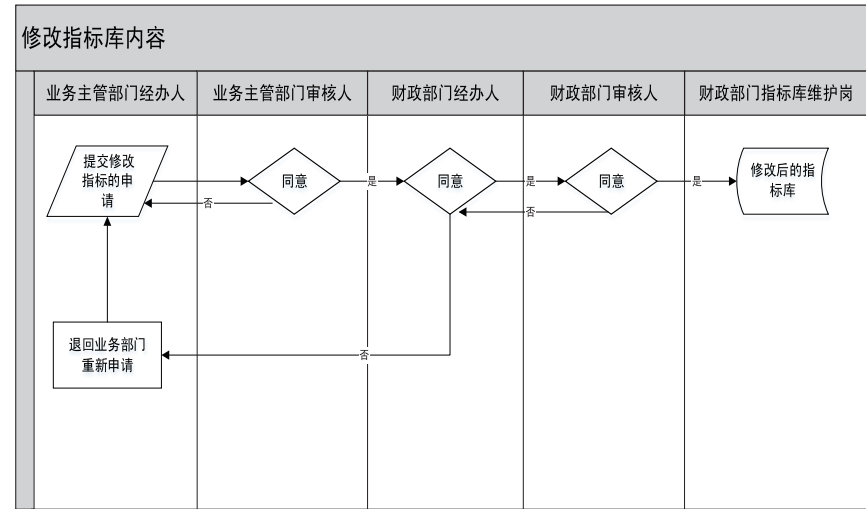 修改指标库内容
业务主管部门经办人
业务主管部门审核人
财政部门经办人
财政部门审核人
财政部门指标库维护岗
提交修改
指标的申
请
同意
是
同意
是
同意
是
修改后的指
标库
否
否
退回业务部门
重新申请
否